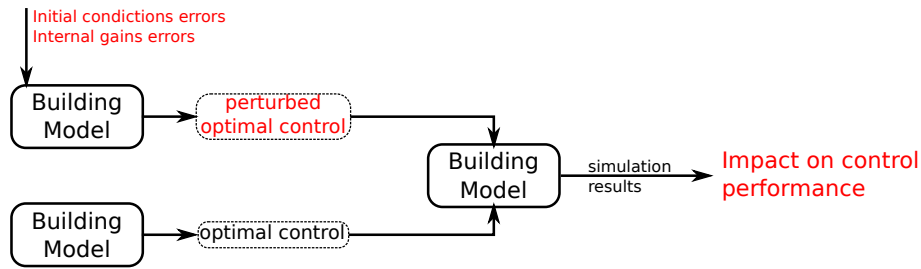 Initial condictions errors
Internal gains errors
Building
Model
perturbed
optimal control
Building
Model
simulation
results
Impact on control
performance
Building
Model
optimal control